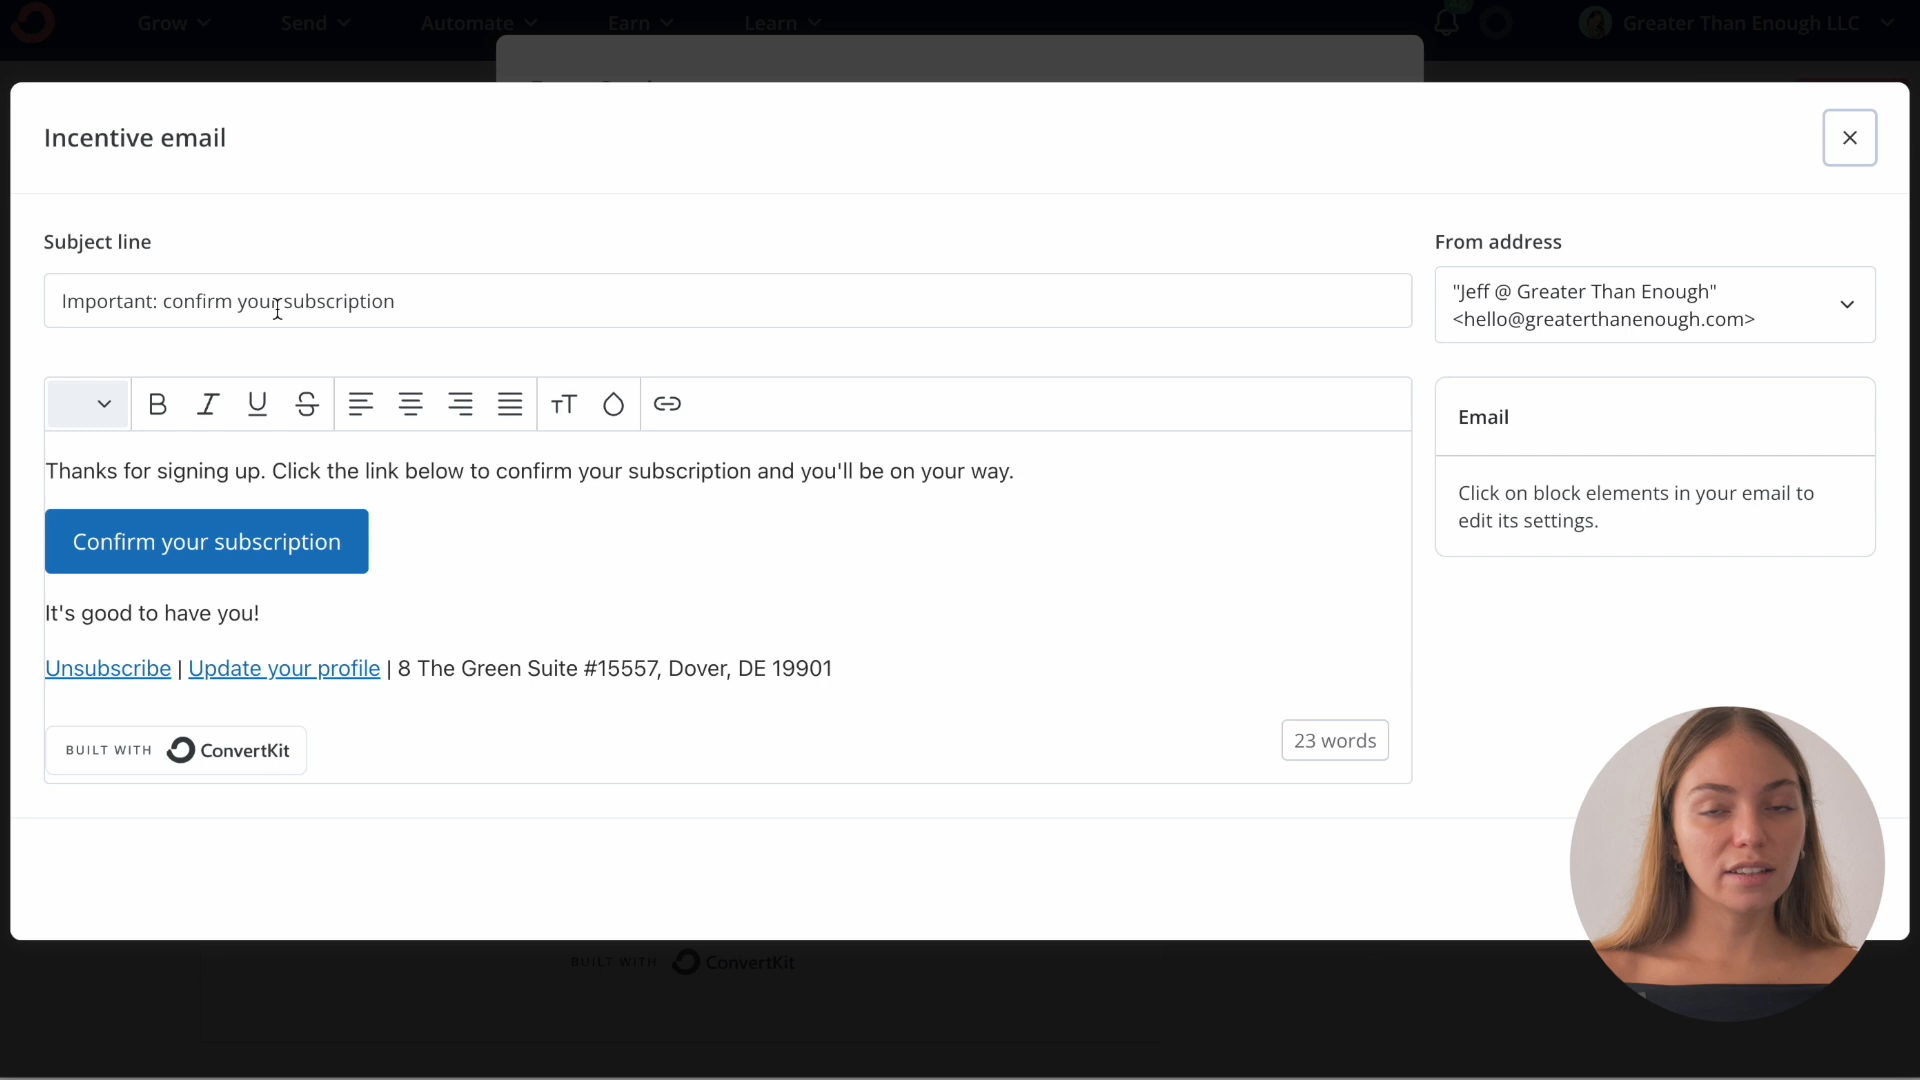 Grow
Send
Automate
Earn
Learn
Greater Than Enough LLC
Incentive email
Subject line
From address
Important: confirm your subscription
"Jeff @ Greater Than Enough"
<hello@greaterthanenough.com>
B I U S
TT
Email
Thanks for signing up. Click the link below to confirm your subscription and you'll be on your way.
Click on block elements in your email to
edit its settings.
Confirm your subscription
It's good to have you!
Unsubscribe | Update your profile | 8 The Green Suite #15557, Dover, DE 19901
BUILT WITH ConvertKit
23 words
BUILT WITH ConvertKit